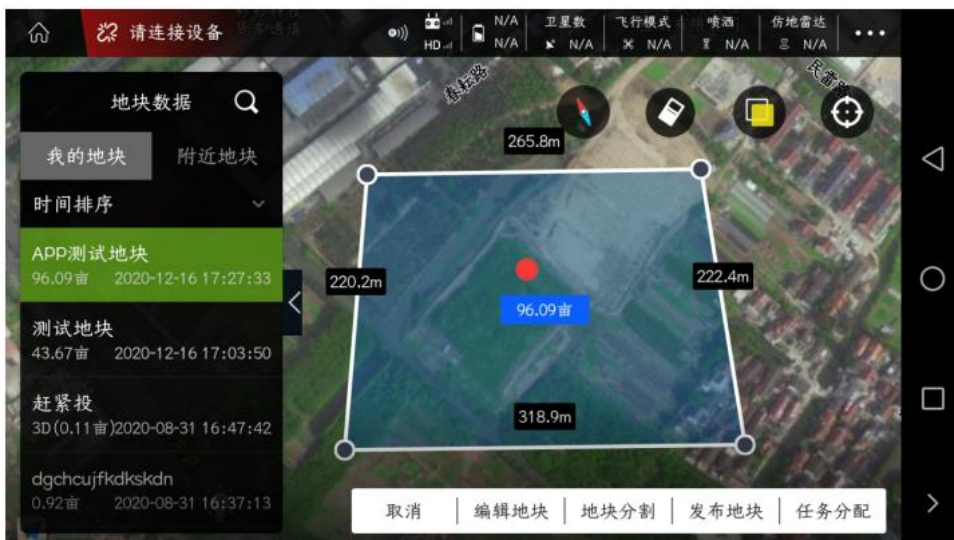 请连接设备
HD
N/A
N/A
卫星数
N/A
飞行模式
N/A
喷洒
N/A
仿地雷达
N/A
地块数据
我的地块
附近地块
时间排序
APP测试地块
96.09亩 2020-12-16 17:27:33
测试地块
43.67亩 2020-12-16 17:03:50
赶紧投
3D(0.11亩)2020-08-31 16:47:42
dgchcujfkdkskdn
0.92亩 2020-08-31 16:37:13
春耘路
民雷路
265.8m
220.2m
222.4m
96.09亩
318.9m
取消
编辑地块
地块分割
发布地块
任务分配